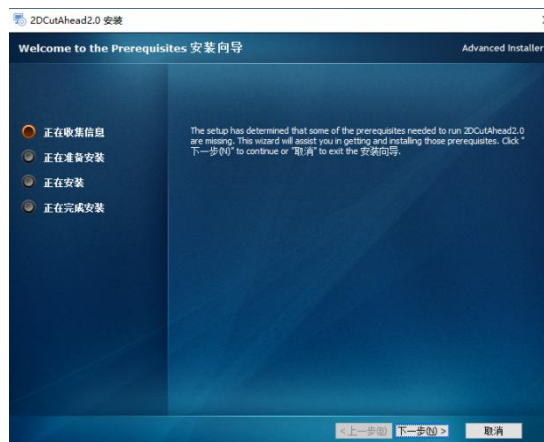 2DCutAhead2.0 安装
Welcome to the Prerequisites 安装向导
Advanced Installer
正在收集信息
正在准备安装
正在安装
正在完成安装
The setup has determined that some of the prerequisites needed to run 2DCutAhead2.0
are missing. This wizard will assist you in getting and installing those prerequisites. Click "
下一步(N)" to continue or "取消" to exit the 安装向导.
<上一步(B)
下一步(N) >
取消